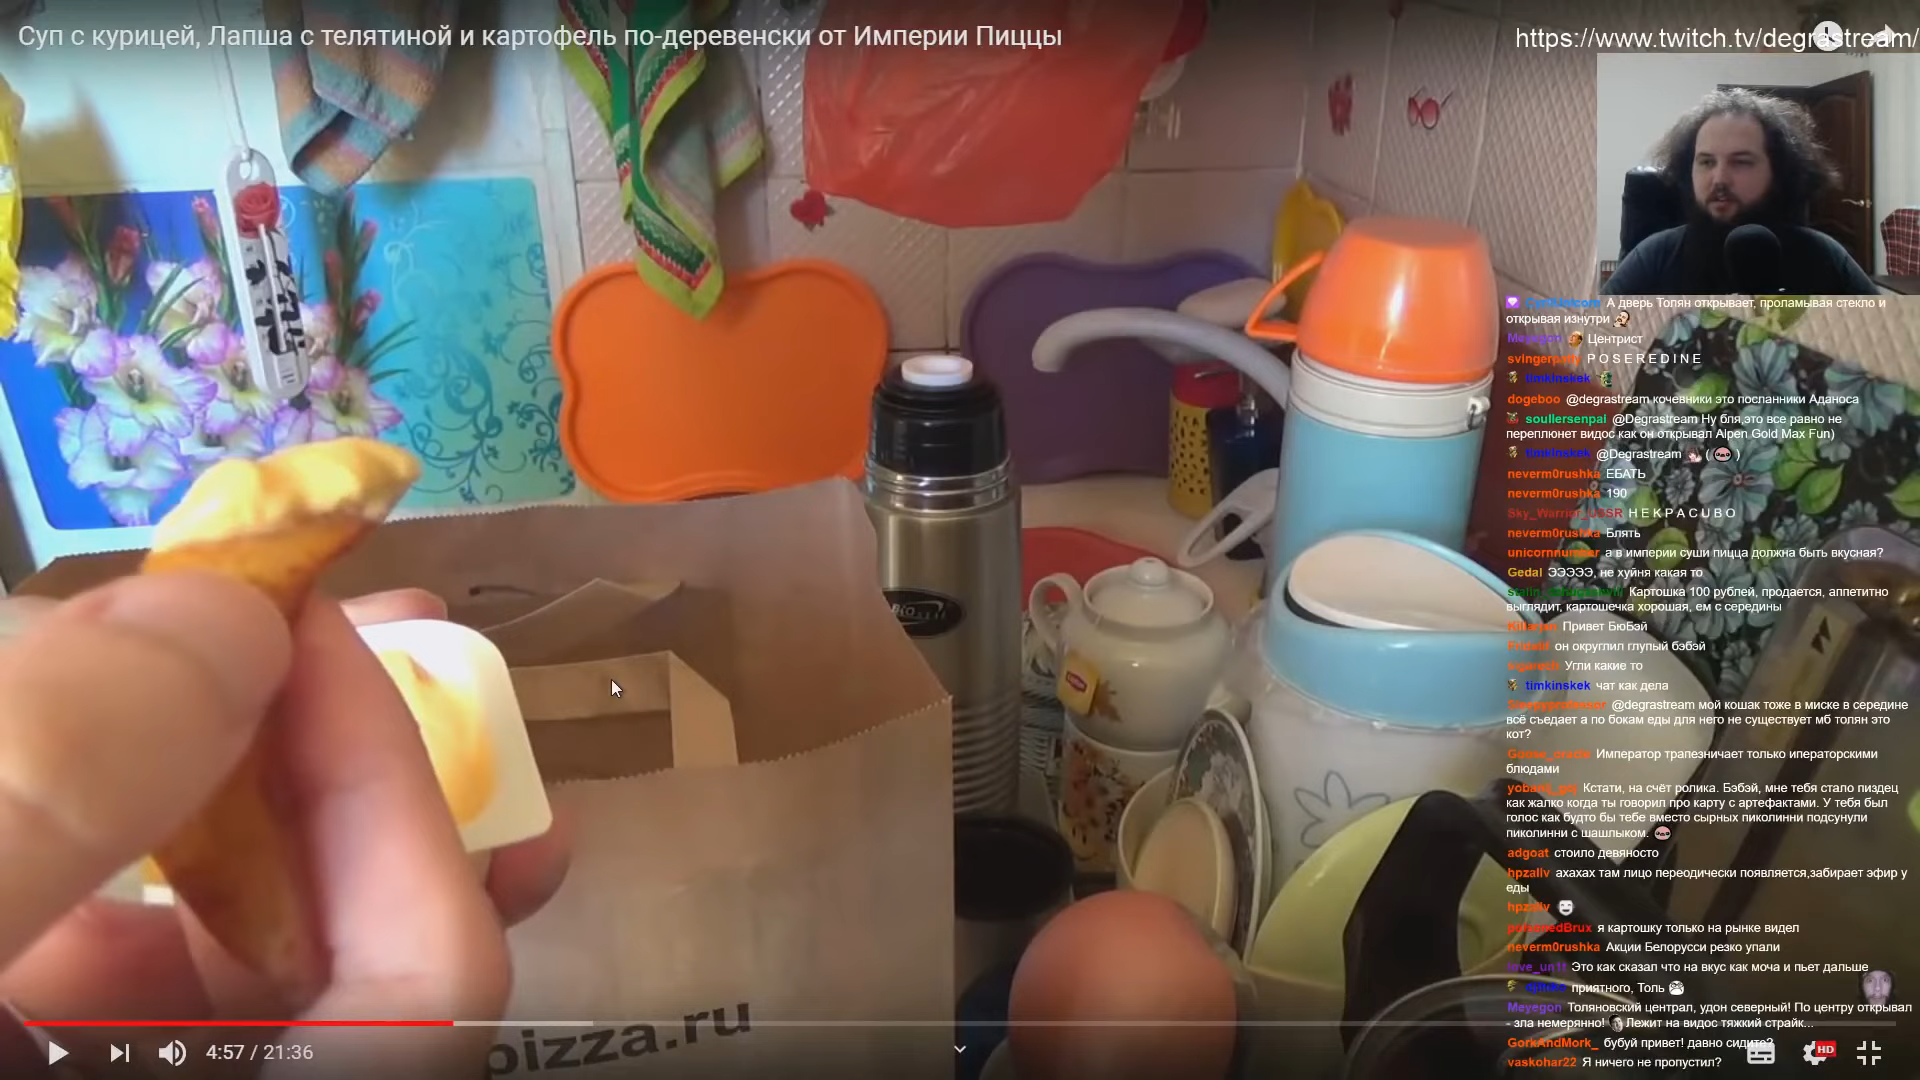 Суп с курицей, Лапша с телятиной и картофель по-деревенски от Империи Пиццы
https://www.twitch.tv/degrastream/
А дверь Толян открывает, проламывая стекло и
открывая изнутри
Meyegon Центрист
svingerpatty P O S E R E D I N E
timkinskek
dogeboo @degrastream кочевники это посланники Аданоса
soullersenpai @Degrastream Ну бля,это все равно не
переплюнет видос как он открывал Alpen Gold Max Fun)
timkinskek @Degrastream ( )
neverm0rushka ЕБАТЬ
neverm0rushka 190
Sky_Warrior_USSR Н Е К Р А С U В О
neverm0rushka Блять
unicornnumber а в империи суши пицца должна быть вкусная?
Gedal ЭЭЭЭЭ, не хуйня какая то
Картошка 100 рублей, продается, аппетитно
выглядит, картошечка хорошая, ем с середины
Привет БюБэй
он округлил глупый бэбэй
Угли какие то
timkinskek чат как дела
@degrastream мой кошак тоже в миске в середине
всё съедает а по бокам еды для него не существует мб толян это
кот?
Император трапезничает только иператорскими
блюдами
Кстати, на счёт ролика. Бэбэй, мне тебя стало пиздец
как жалко когда ты говорил про карту с артефактами. У тебя был
голос как будто бы тебе вместо сырных пиколинни подсунули
пиколинни с шашлыком.
adgoat стоило девяносто
hpzaliv ахахах там лицо переодически появляется,забирает эфир у
еды
hpzaliv
poisonedBrux я картошку только на рынке видел
neverm0rushka Акции Белорусси резко упали
love_un1t Это как сказал что на вкус как моча и пьет дальше
приятного, Толь
Meyegon Толяновский централ, удон северный! По центру открывал
- зла немерянно! Лежит на видос тяжкий страйк...
GorkAndMork_ бубуй привет! давно сидите?
vaskohar22 Я ничего не пропустил?
pizza.ru
4:57 / 21:36
HD